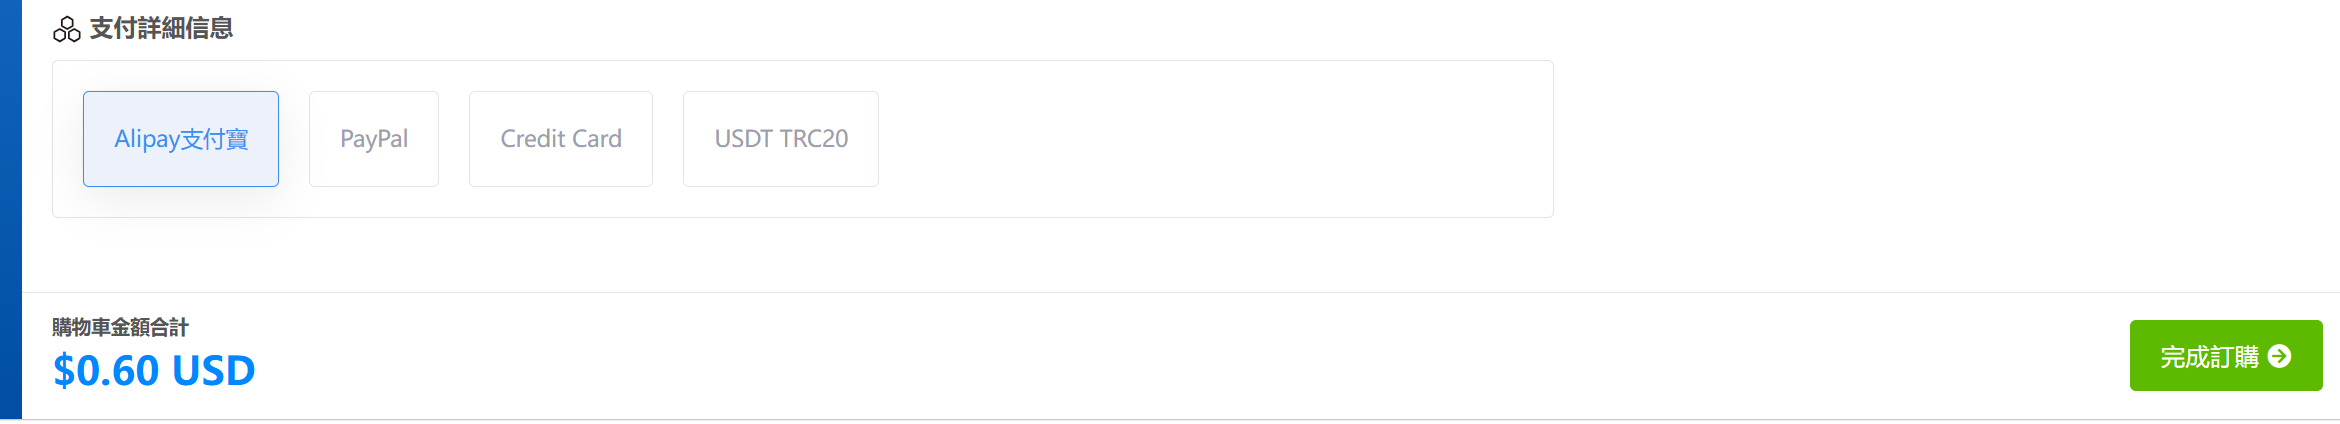 支付詳細信息
Alipay支付寶
PayPal
Credit Card
USDT TRC20
購物車金額合計
$0.60 USD
完成訂購